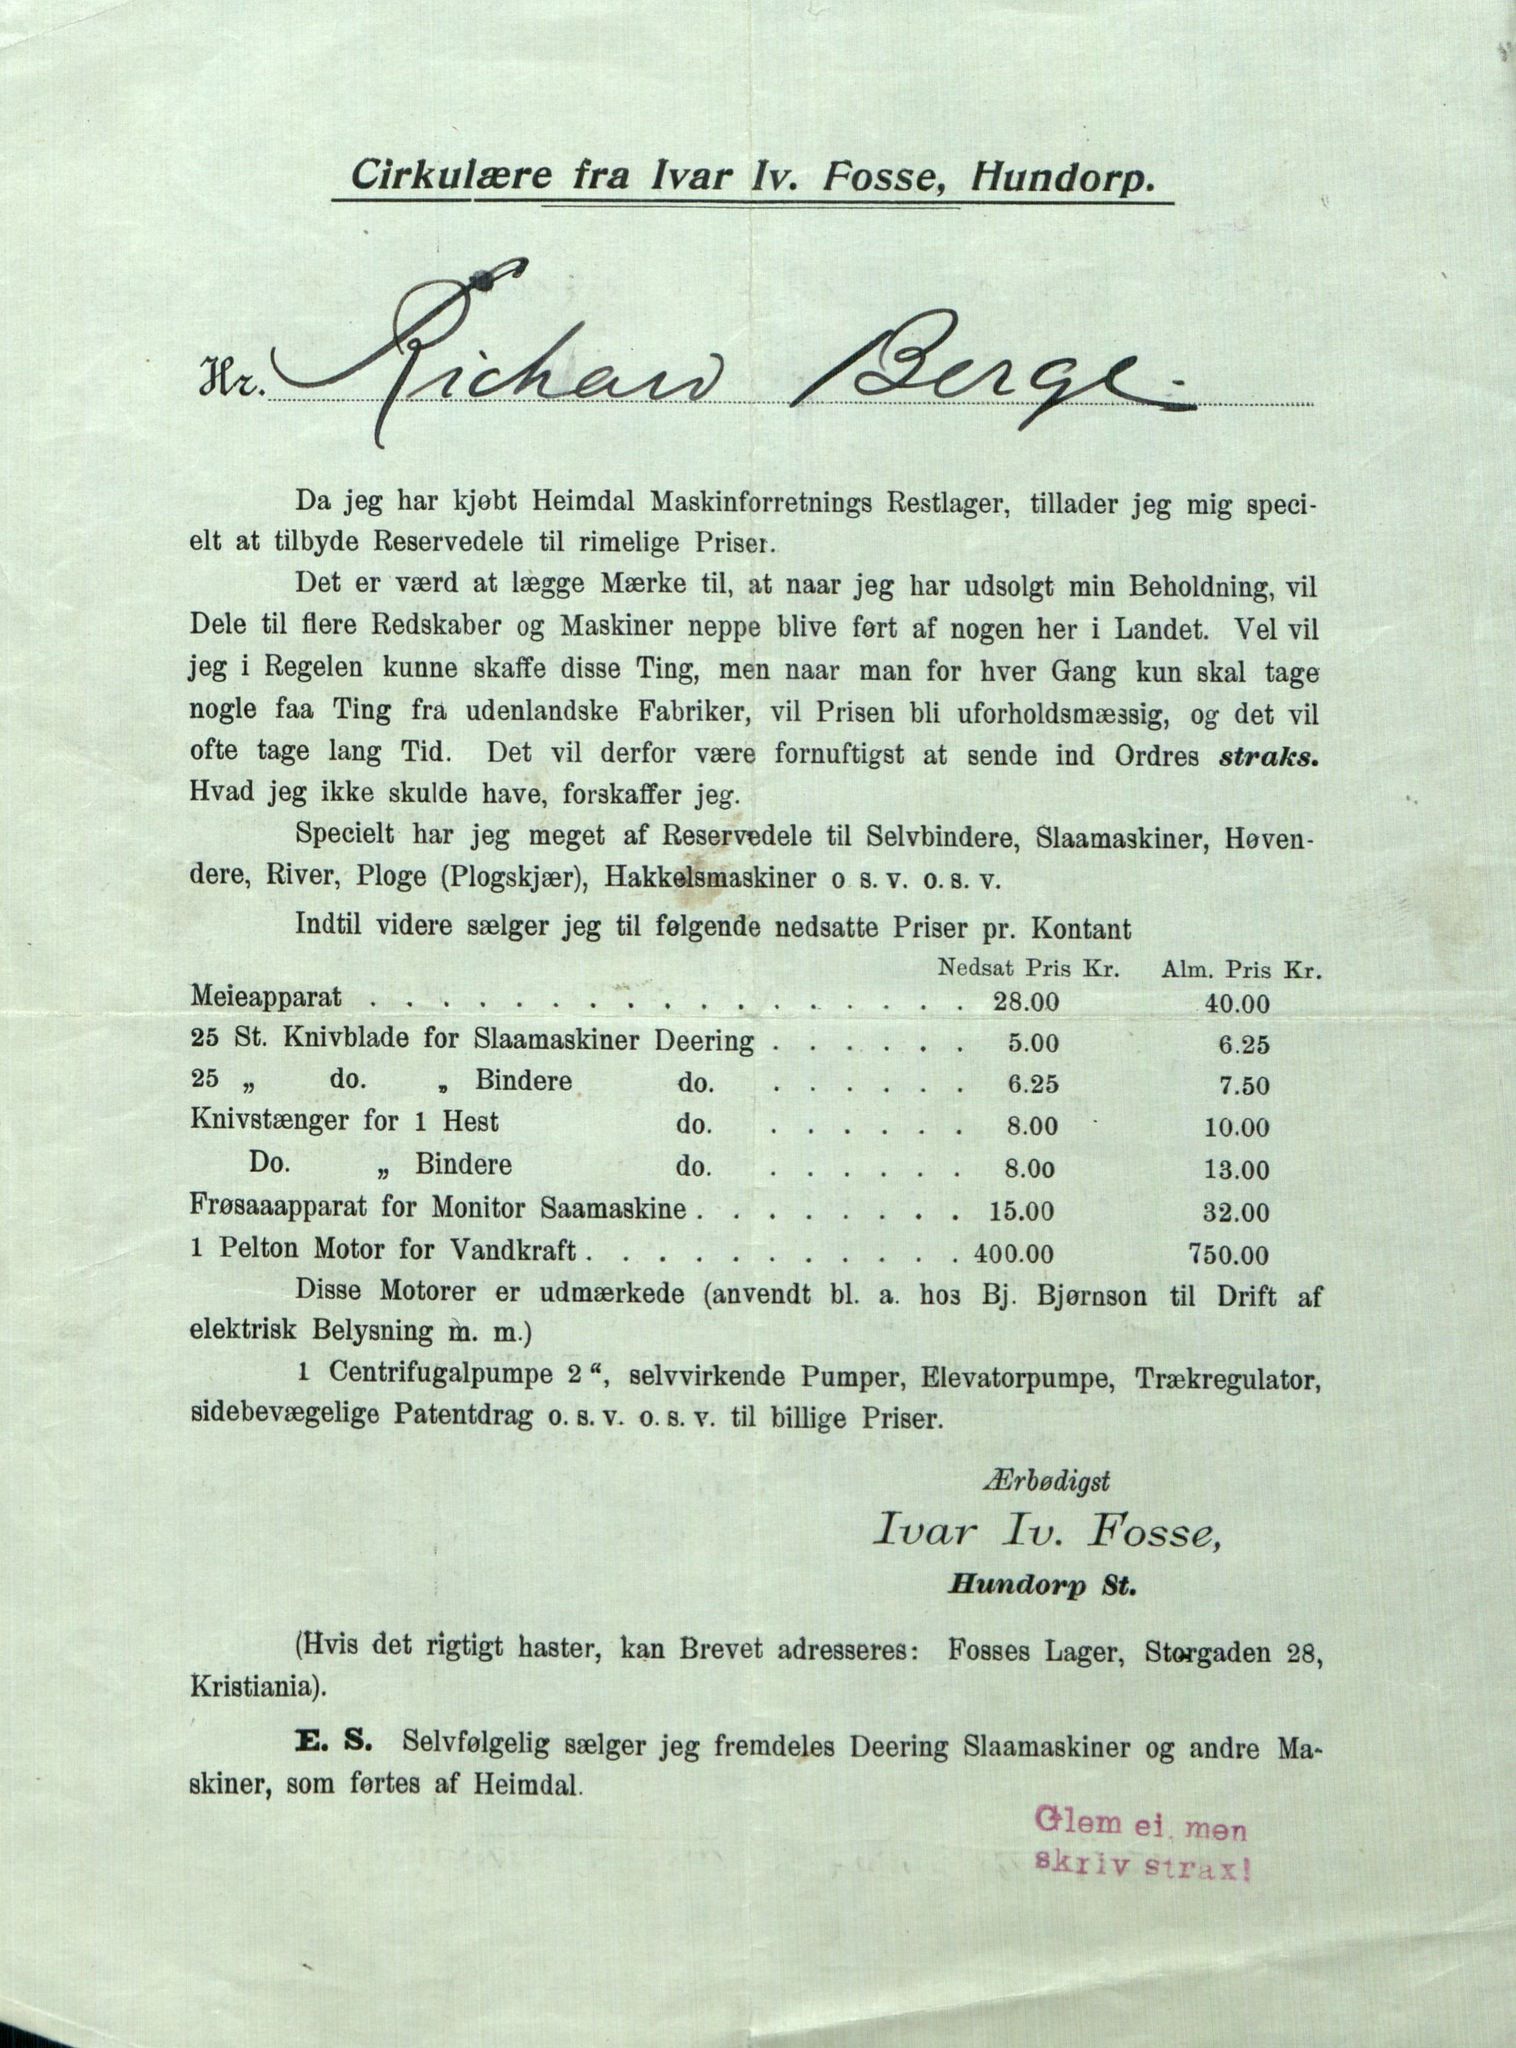 Cirkulære fra Ivar Iv. Fosse, Hundorp.
Hr. Richard Berge.
Da jeg har kjøbt Heimdal Maskinforretnings Restlager, tillader jeg mig speci-
elt at tilbyde Reservedele til rimelige Priser.
Det er værd at lægge Mærke til, at naar jeg har udsolgt min Beholdning, vil
Dele til flere Redskaber og Maskiner neppe blive ført af nogen her i Landet. Vel vil
jeg i Regelen kunne skaffe disse Ting, men naar man for hver Gang kun skal tage
nogle faa Ting fra udenlandske Fabriker, vil Prisen bli uforholdsmæssig, og det vil
ofte tage lang Tid. Det vil derfor være fornuftigst at sende ind Ordres straks.
Hvad jeg ikke skulde have, forskaffer jeg.
Specielt har jeg meget af Reservedele til Selvbindere, Slaamaskiner, Høven-
dere, River, Ploge (Plogskjær), Hakkelsmaskiner o s. v. o. s. v.
Indtil videre sælger jeg til følgende nedsatte Priser pr. Kontant
Nedsat Pris Kr. Alm. Pris Kr.
Meieapparat . . . . . . . . . . . . . . . . . 28.00 40.00
25 St. Knivblade for Slaamaskiner Deering . . . . . . 5.00 6.25
25 „ do. „ Bindere do. . . . . . . 6.25 7.50
Knivstænger for 1 Hest do. . . . . . . 8.00 10.00
Do. „ Bindere do. . . . . . . 8.00 13.00
Frøsaaapparat for Monitor Saamaskine . . . . . . . . 15.00 32.00
1 Pelton Motor for Vandkraft . . . . . . . . . . . 400.00 750.00
Disse Motorer er udmærkede (anvendt bl. a. hos Bj. Bjørnson til Drift af
elektrisk Belysning m. m.)
1 Centrifugalpumpe 2 “, selvvirkende Pumper, Elevatorpumpe, Trækregulator,
sidebevægelige Patentdrag o. s. v. o. s. v. til billige Priser.
Ærbødigst
Ivar Iv. Fosse,
Hundorp St.
(Hvis det rigtigt haster, kan Brevet adresseres: Fosses Lager, Storgaden 28,
Kristiania).
E. S. Selvfølgelig sælger jeg fremdeles Deering Slaamaskiner og andre Ma-
skiner, som førtes af Heimdal.
Glem ei, men
skriv strax!